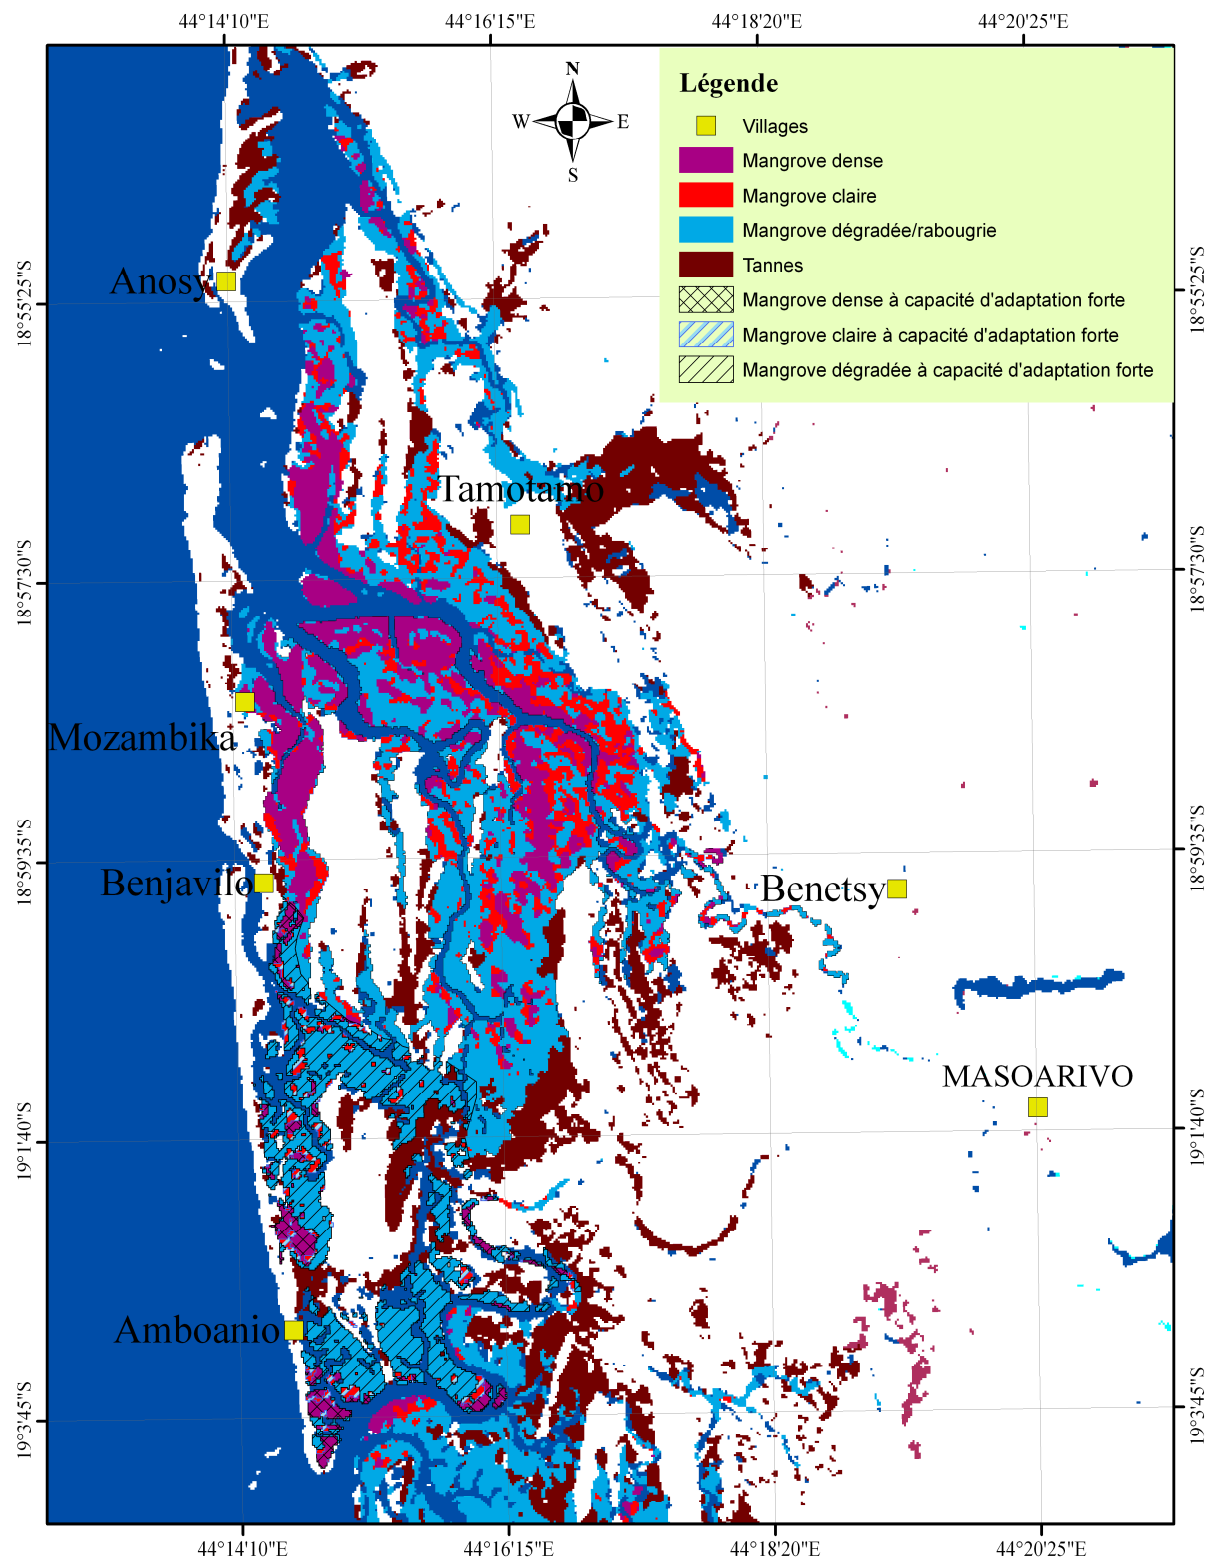 44°14'10"E 44°16'15"E 44°18'20"E 44°20'25"E
N
W E
S
Légende
Villages
Mangrove dense
Mangrove claire
Mangrove dégradée/rabougrie
Tannes
Mangrove dense à capacité d'adaptation forte
Mangrove claire à capacité d'adaptation forte
Mangrove dégradée à capacité d'adaptation forte
18°55'25"S 18°55'25"S
Anosy
Tamotamo
18°57'30"S 18°57'30"S
Mozambika
18°59'35"S 18°59'35"S
Benjavilo
Benetsy
MASOARIVO
19°1'40"S 19°1'40"S
Amboanio
19°3'45"S 19°3'45"S
44°14'10"E 44°16'15"E 44°18'20"E 44°20'25"E